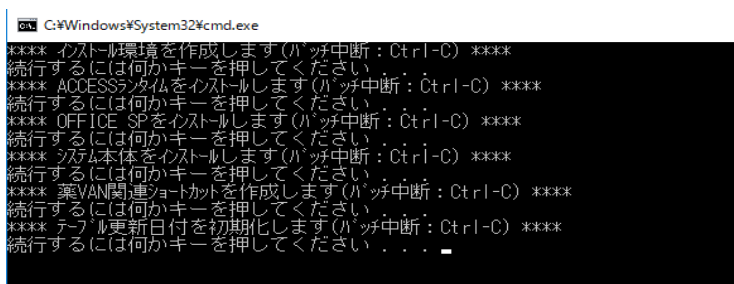 C:¥Windows¥System32¥cmd.exe
**** ｲﾝｽﾄｰﾙ環境を作成します(ﾊﾞｯﾁ中断：Ctrl-C) ****
続行するには何かキーを押してください . . .
**** ACCESSﾗﾝﾀｲﾑをｲﾝｽﾄｰﾙします(ﾊﾞｯﾁ中断：Ctrl-C) ****
続行するには何かキーを押してください . . .
**** OFFICE SPをｲﾝｽﾄｰﾙします(ﾊﾞｯﾁ中断：Ctrl-C) ****
続行するには何かキーを押してください . . .
**** ｼｽﾃﾑ本体をｲﾝｽﾄｰﾙします(ﾊﾞｯﾁ中断：Ctrl-C) ****
続行するには何かキーを押してください . . .
**** 薬VAN関連ｼｮｰﾄｶｯﾄを作成します(ﾊﾞｯﾁ中断：Ctrl-C) ****
続行するには何かキーを押してください . . .
**** ﾃｰﾌﾞﾙ更新日付を初期化します(ﾊﾞｯﾁ中断：Ctrl-C) ****
続行するには何かキーを押してください . . .